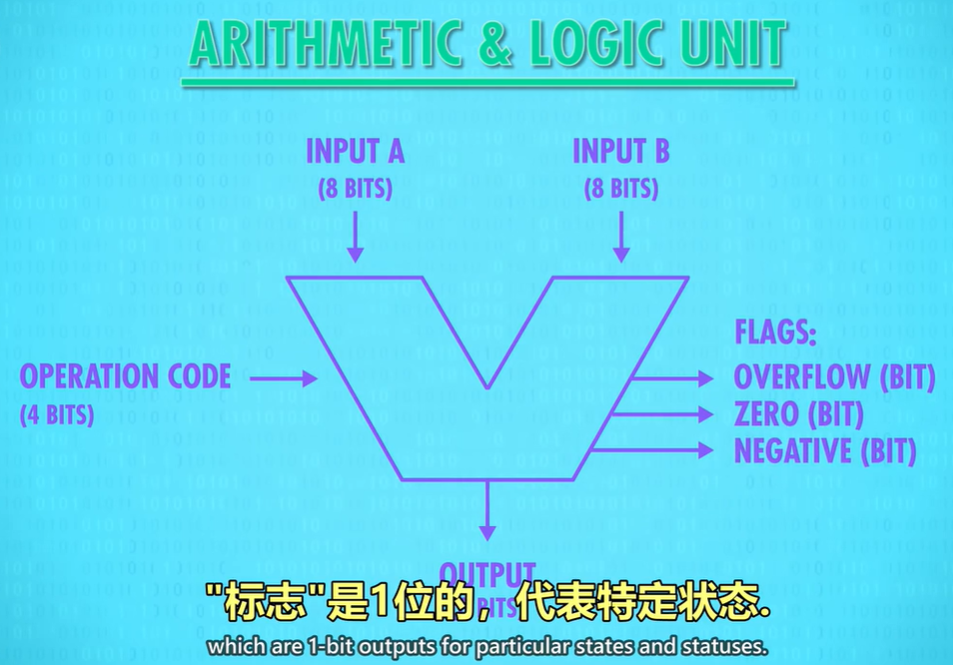 ARITHMETIC & LOGIC UNIT
INPUT A
(8 BITS)
INPUT B
(8 BITS)
OPERATION CODE
(4 BITS)
FLAGS:
OVERFLOW (BIT)
ZERO (BIT)
NEGATIVE (BIT)
OUTPUT
BITS
"标志"是1位的，代表特定状态.
which are 1-bit outputs for particular states and statuses.